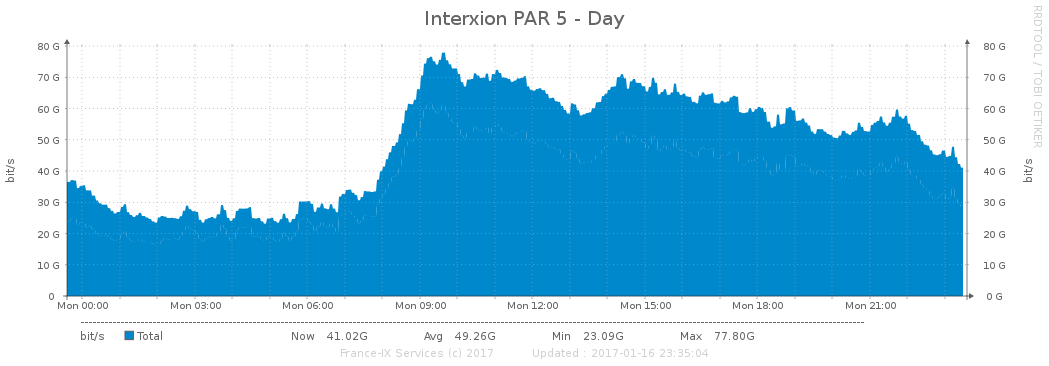 Interxion PAR 5 - Day
RRDTOOL / TOBI OETIKER
80 G 80 G
70 G 70 G
60 G 60 G
50 G 50 G
40 G 40 G
30 G 30 G
20 G 20 G
10 G 10 G
0 0 G
bit/s bit/s
Mon 00:00 Mon 03:00 Mon 06:00 Mon 09:00 Mon 12:00 Mon 15:00 Mon 18:00 Mon 21:00
bit/s Total Now 41.02G Avg 49.26G Min 23.09G Max 77.80G
France-IX Services (c) 2017 Updated : 2017-01-16 23:35:04